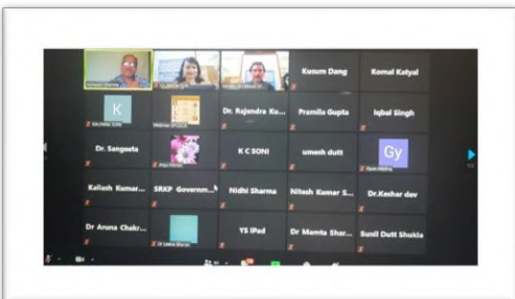 Kusum Dang
Komal Katyal
K
Dr. Rajendra Ku...
Pramila Gupta
Iqbal Singh
Dr. Sangeeta
K C SONI
umesh dutt
Gy
Kailash Kumar...
SRKP Governm...
Nidhi Sharma
Nitesh Kumar S...
Dr.Keshar dev
Dr Aruna Chakr...
YS iPad
Dr Mamta Shar...
Sunil Dutt Shukla